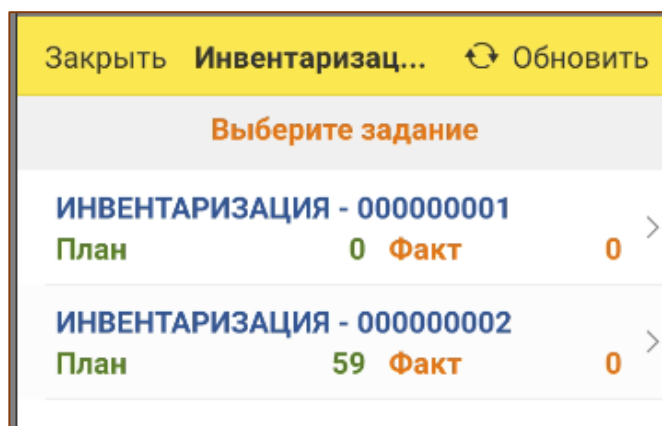 Закрыть Инвентаризац... Обновить
Выберите задание
ИНВЕНТАРИЗАЦИЯ - 000000001
План 0 Факт 0
ИНВЕНТАРИЗАЦИЯ - 000000002
План 59 Факт 0